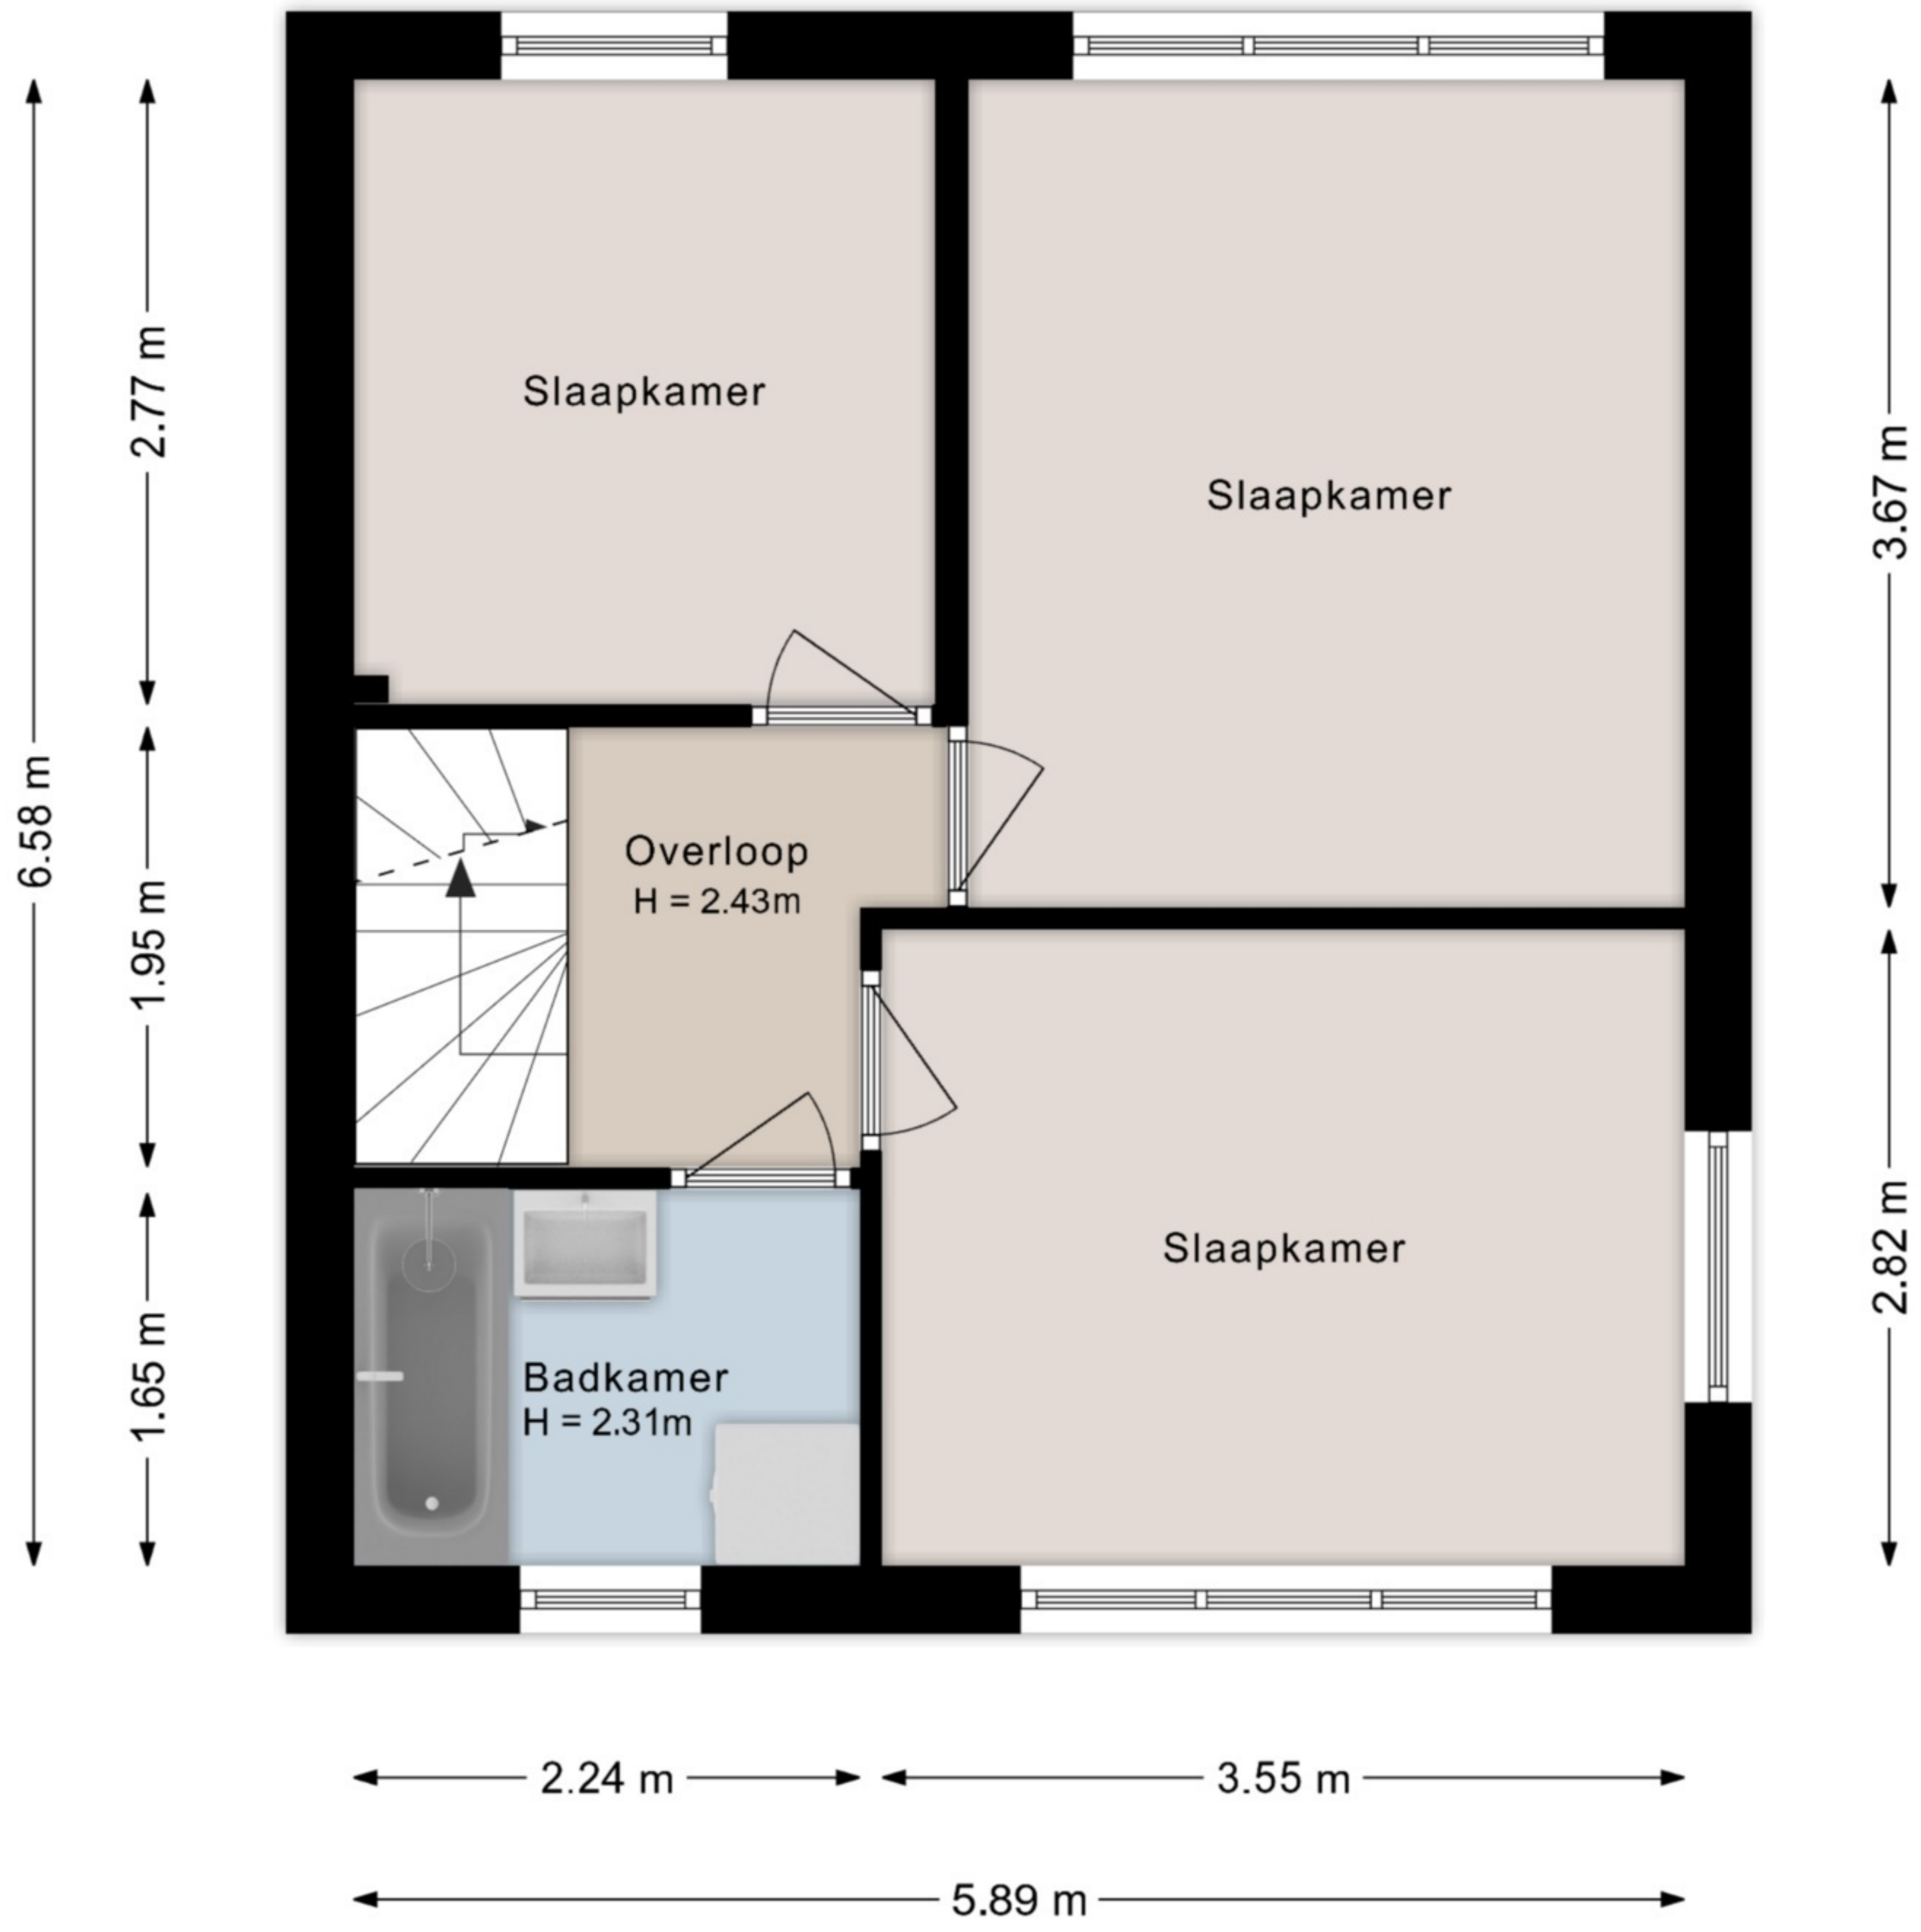 2.77 m
Slaapkamer
3.67 m
Slaapkamer
6.58 m
Overloop
H = 2.43m
1.95 m
Slaapkamer
2.82 m
1.65 m
Badkamer
H = 2.31m
2.24 m
3.55 m
5.89 m